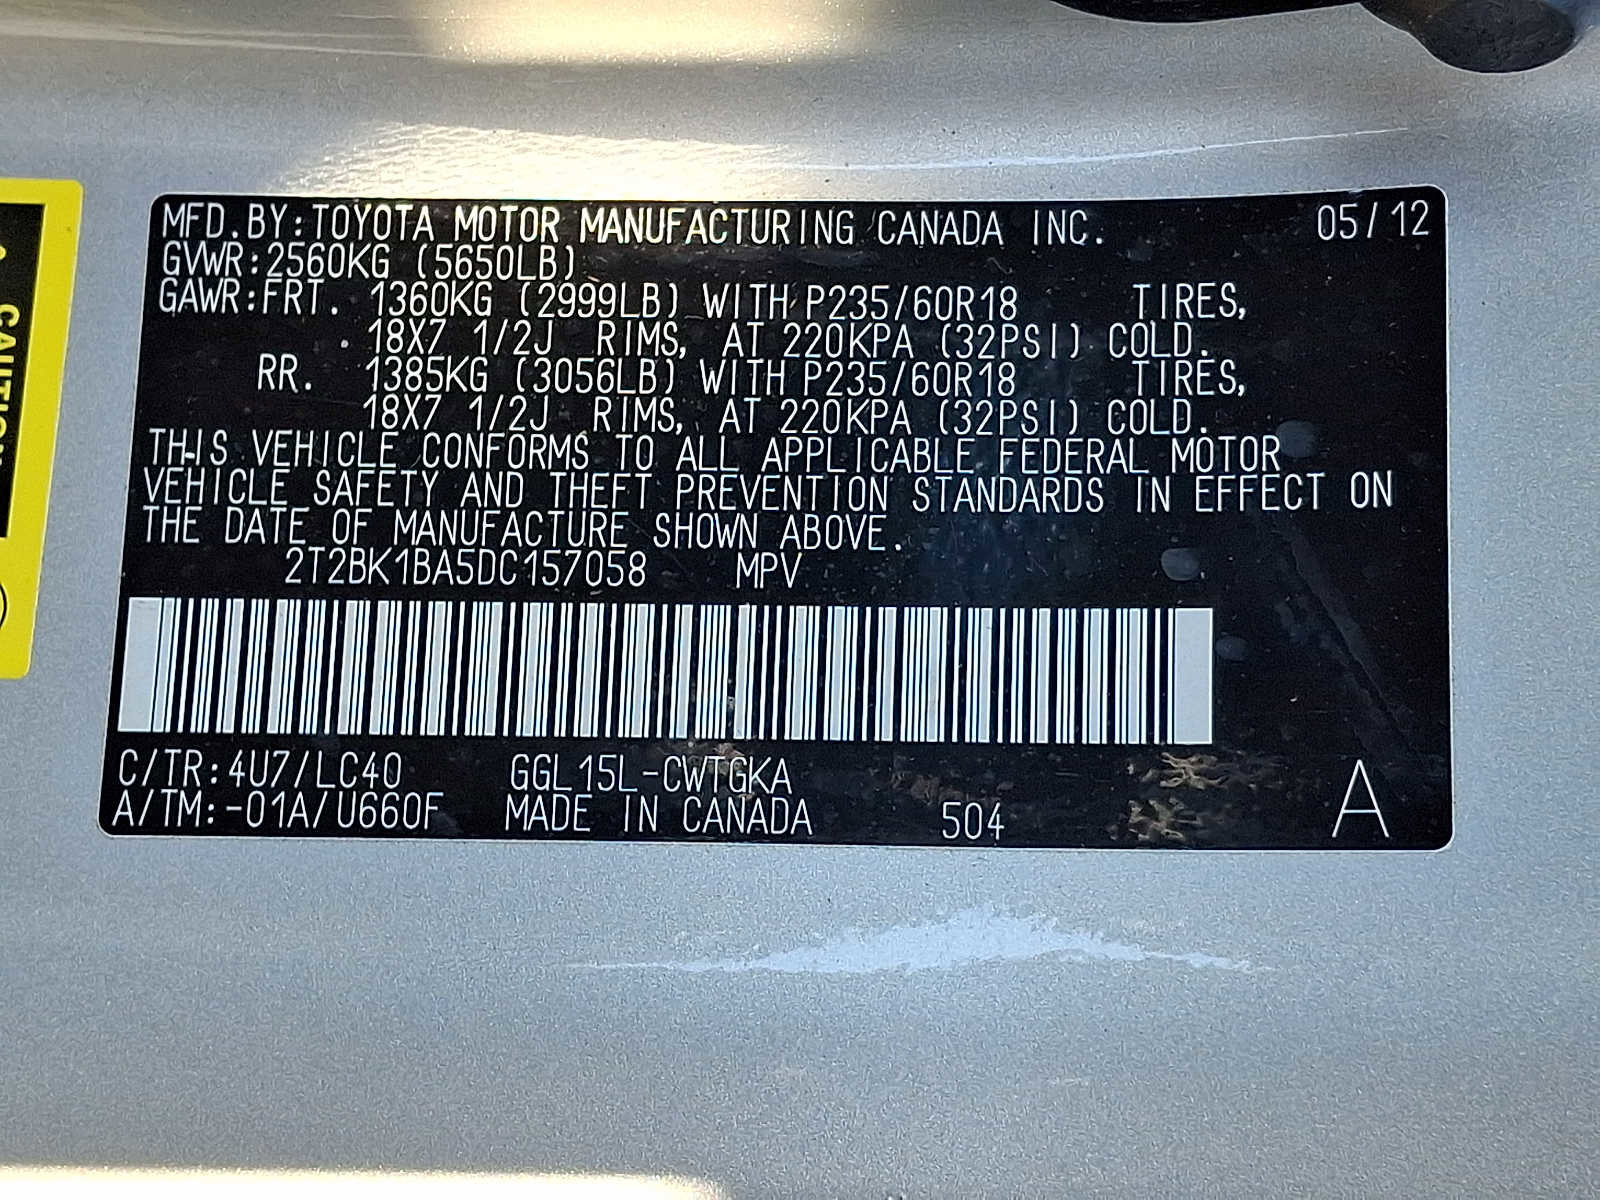 MFD.BY:TOYOTA MOTOR MANUFACTURING CANADA INC. 05/12
GVWR:2560KG (5650LB)
GAWR:FRT. 1360KG (2999LB) WITH P235/60R18 TIRES,
18X7 1/2J RIMS, AT 220KPA (32PSI) COLD.
RR. 1385KG (3056LB) WITH P235/60R18 TIRES,
18X7 1/2J RIMS, AT 220KPA (32PSI) COLD.
THIS VEHICLE CONFORMS TO ALL APPLICABLE FEDERAL MOTOR
VEHICLE SAFETY AND THEFT PREVENTION STANDARDS IN EFFECT ON
THE DATE OF MANUFACTURE SHOWN ABOVE.
2T2BK1BA5DC157058 MPV
C/TR:4U7/LC40 GGL15L-CWTGKA
A/TM:-01A/U660F MADE IN CANADA 504 A
CAUTION